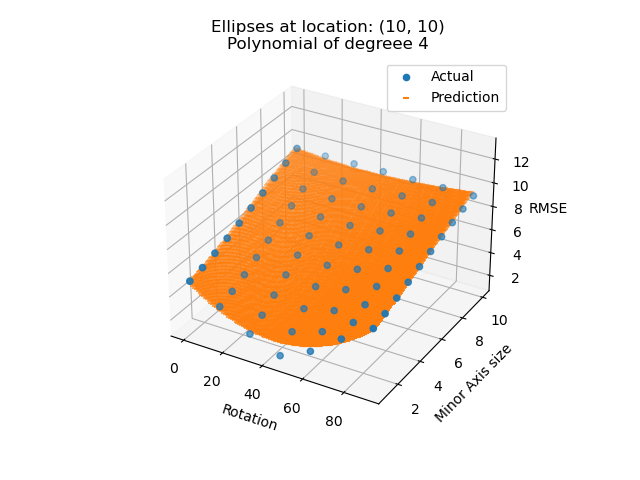 Ellipses at location: (10, 10)
Polynomial of degreee 4
Actual
Prediction
12
10
8
6
4
2
RMSE
0
20
40
60
80
Rotation
2
4
6
8
10
Minor Axis size